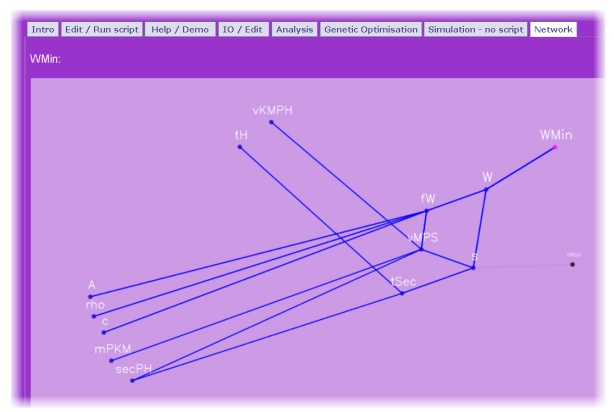 Intro Edit / Run script Help / Demo IO / Edit Analysis Genetic Optimisation Simulation - no script Network
WMin:
vKMPH
tH
WMin
W
fW
vMPS
s
tSec
A
rho
c
mPKM
secPH